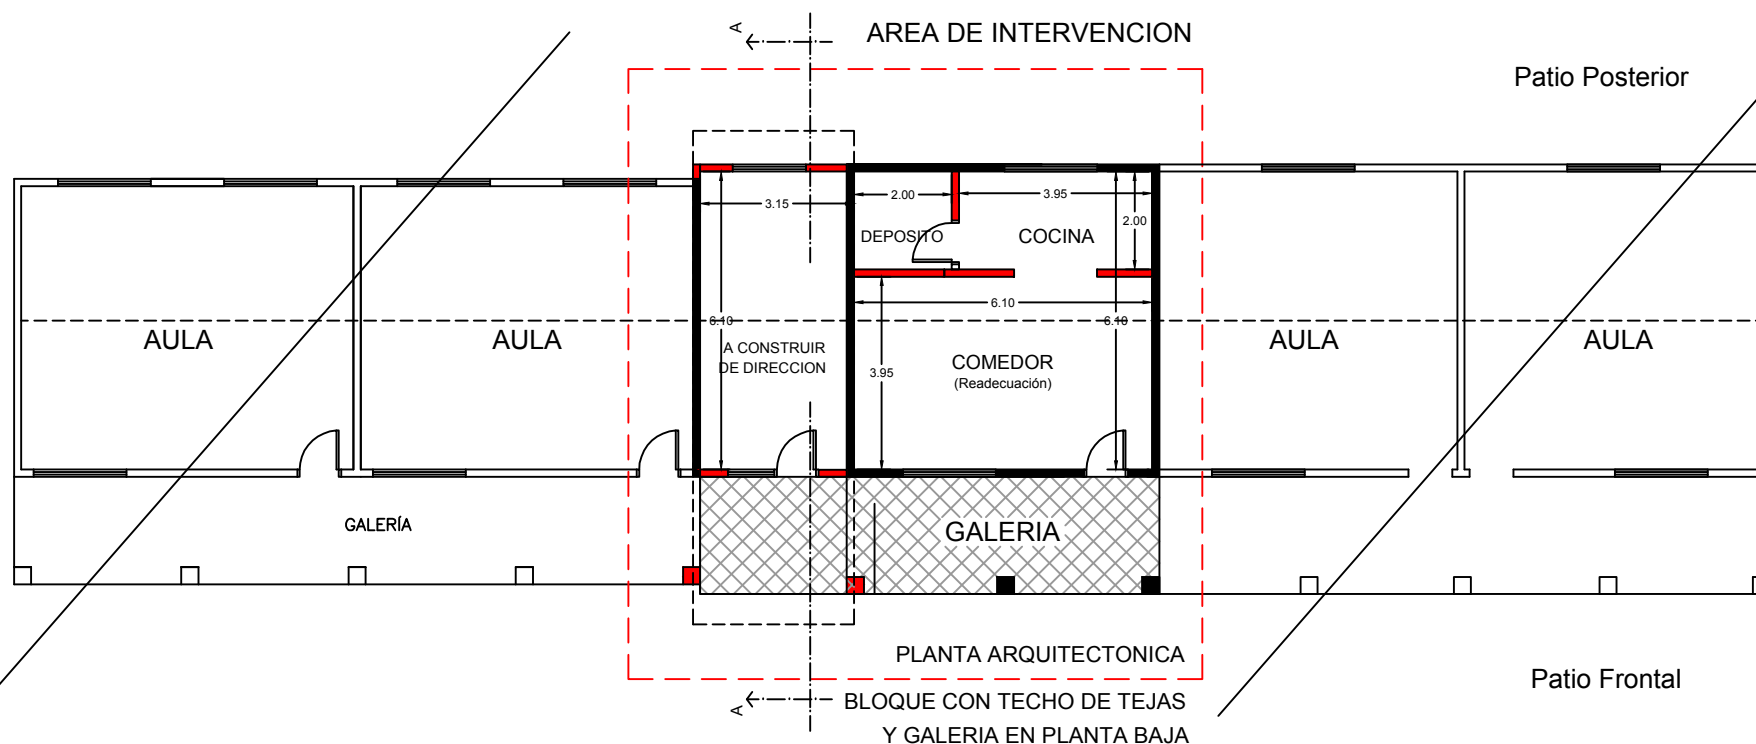 A
AREA DE INTERVENCION
Patio Posterior
3.15
2.00
3.95
2.00
DEPOSITO
COCINA
6.10
6.10
6.10
AULA
AULA
A CONSTRUIR
DE DIRECCION
3.95
COMEDOR
(Readecuación)
AULA
AULA
GALERÍA
GALERIA
PLANTA ARQUITECTONICA
Patio Frontal
A
BLOQUE CON TECHO DE TEJAS
Y GALERIA EN PLANTA BAJA